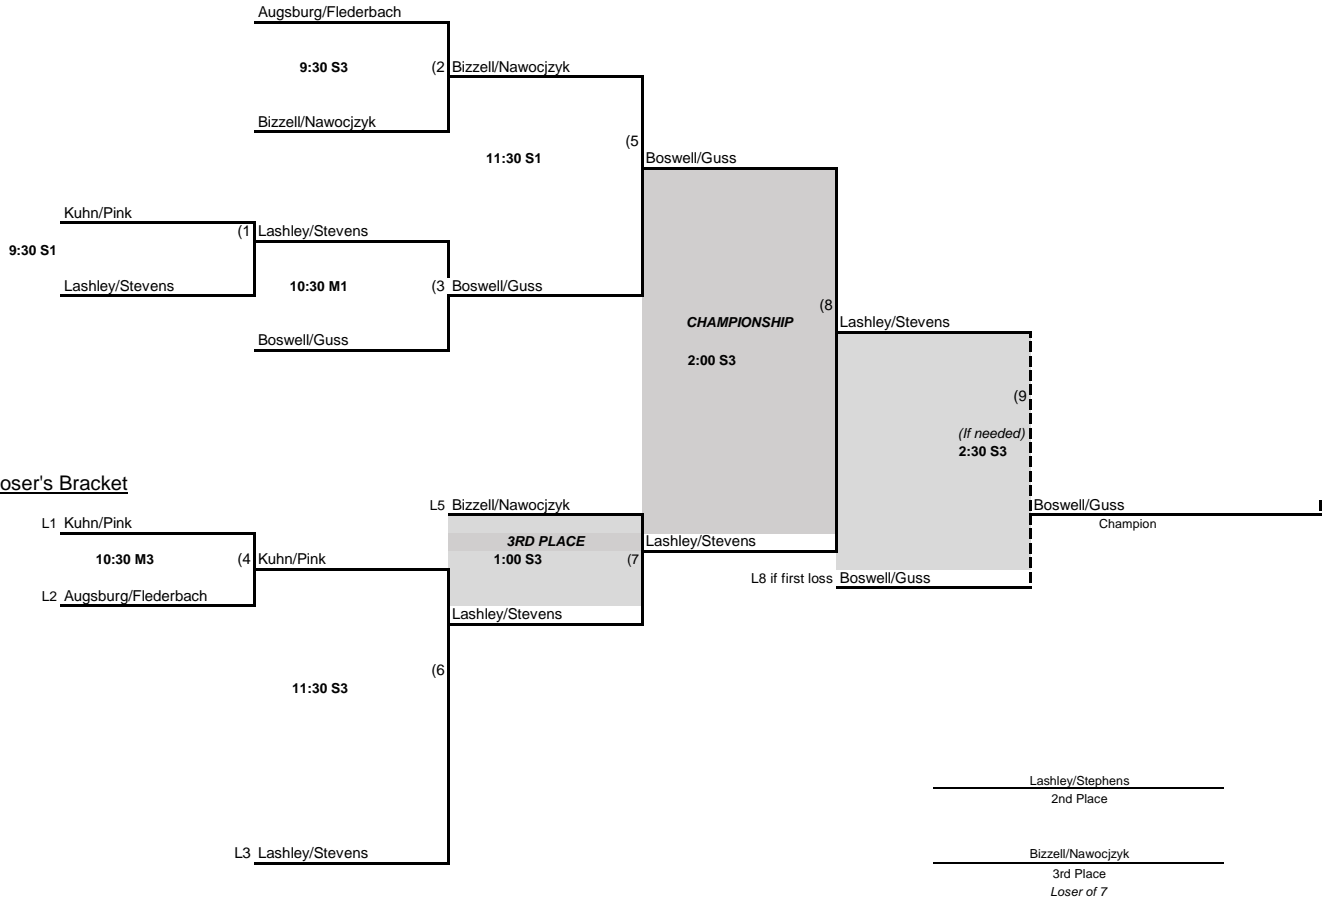 Augsburg/Flederbach
9:30 S3
(2
Bizzell/Nawocjzyk
Bizzell/Nawocjzyk
(5
11:30 S1
Boswell/Guss
Kuhn/Pink
(1
Lashley/Stevens
9:30 S1
Lashley/Stevens
10:30 M1
(3
Boswell/Guss
Boswell/Guss
(8
CHAMPIONSHIP
Lashley/Stevens
2:00 S3
(9
(If needed)
2:30 S3
oser's Bracket
L5 Bizzell/Nawocjzyk
Boswell/Guss
Champion
L1 Kuhn/Pink
3RD PLACE
Lashley/Stevens
10:30 M3
(4
Kuhn/Pink
1:00 S3
(7
L8 if first loss Boswell/Guss
L2 Augsburg/Flederbach
Lashley/Stevens
(6
11:30 S3
Lashley/Stephens
2nd Place
L3 Lashley/Stevens
Bizzell/Nawocjzyk
3rd Place
Loser of 7